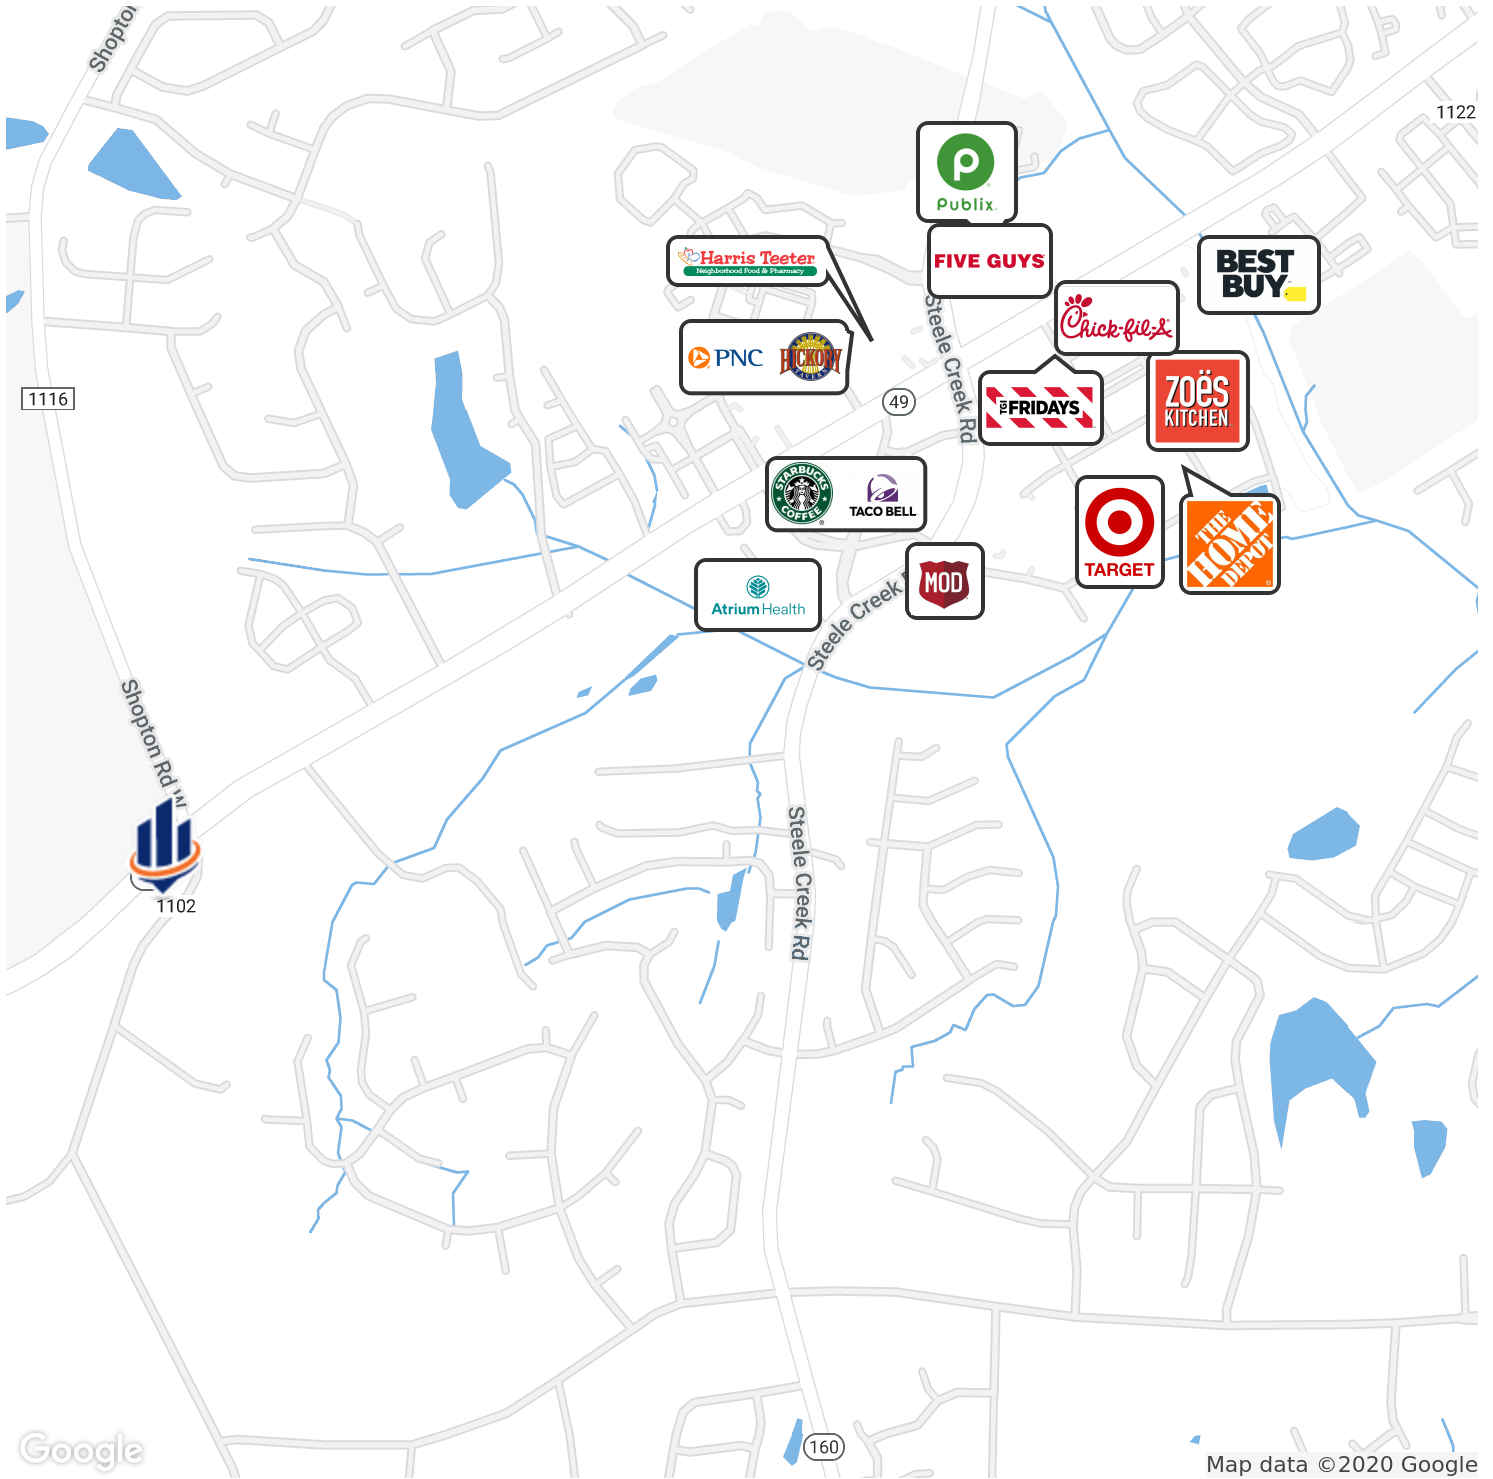 Shopton
1122
Publix.
Harris Teeter
Neighborhood Food & Pharmacy
FIVE GUYS
BEST
BUY
Chick-fil-A
Steele Creek Rd
PNC
HICKORY
TAVERN
TGI
FRIDAYS
ZOËS
KITCHEN
1116
49
STARBUCKS
COFFEE
TACO BELL
TARGET
THE
HOME
DEPOT
MOD
Atrium Health
Steele Creek
Shopton Rd W
Steele Creek Rd
1102
160
Google
Map data ©2020 Google